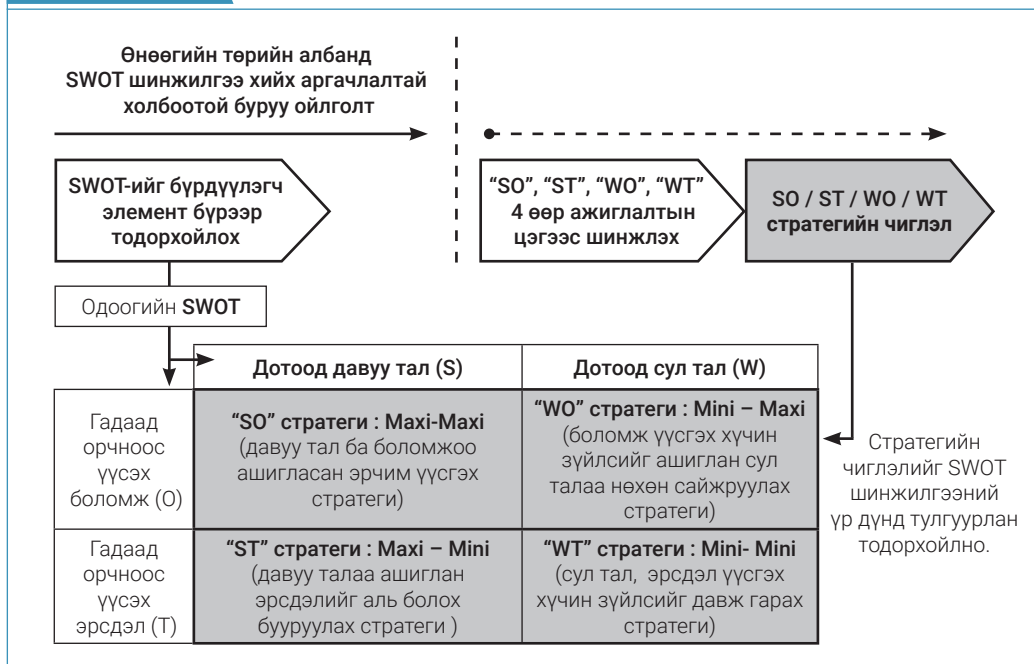 Өнөөгийн төрийн албанд
SWOT шинжилгээ хийх аргачлалтай
холбоотой буруу ойлголт
SWOT-ийг бүрдүүлэгч
элемент бүрээр
тодорхойлох
“SO”, “ST”, “WO”, “WT”
4 өөр ажиглалтын
цэгээс шинжлэх
SO / ST / WO / WT
стратегийн чиглэл
Одоогийн SWOT
Дотоод давуу тал (S)
Дотоод сул тал (W)
Гадаад
орчноос
үүсэх
боломж (O)
“SO” стратеги : Maxi-Maxi
(давуу тал ба боломжоо
ашигласан эрчим үүсгэх
стратеги)
“WO” стратеги : Mini – Maxi
(боломж үүсгэх хүчин
зүйлсийг ашиглан сул
талаа нөхөн сайжруулах
стратеги)
Стратегийн
чиглэлийг SWOT
шинжилгээний
үр дүнд тулгуурлан
тодорхойлно.
Гадаад
орчноос
үүсэх
эрсдэл (T)
“ST” стратеги : Maxi – Mini
(давуу талаа ашиглан
эрсдэлийг аль болох
бууруулах стратеги )
“WT” стратеги : Mini- Mini
(сул тал, эрсдэл үүсгэх
хүчин зүйлсийг давж гарах
стратеги)